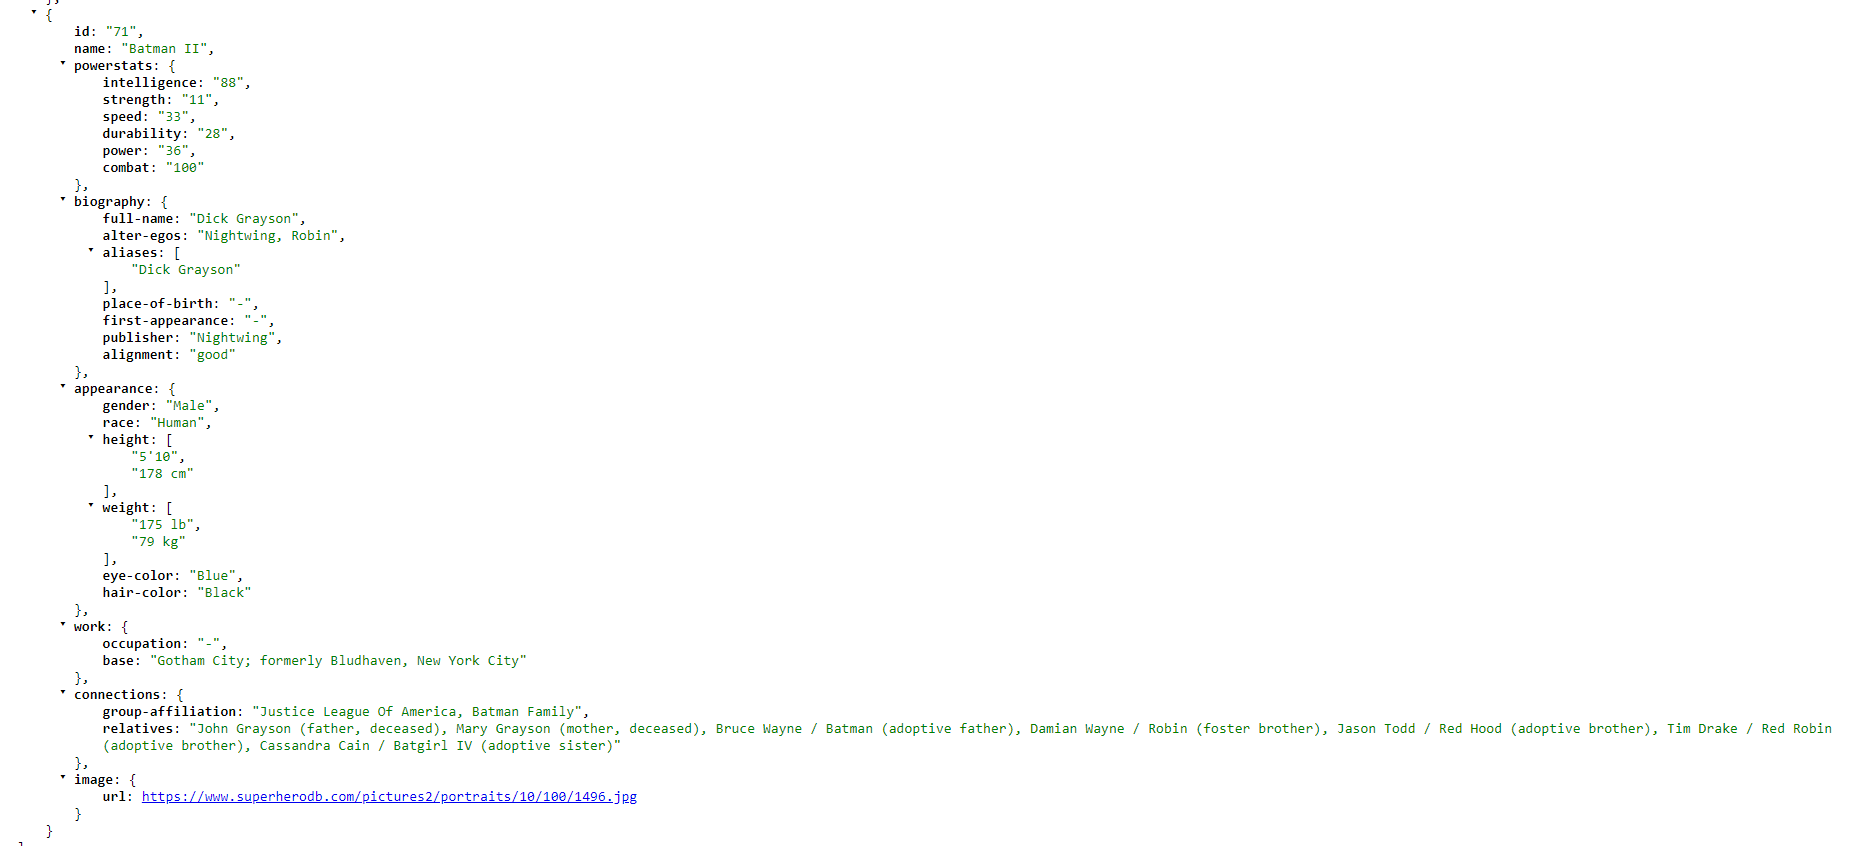 {
id: "71",
name: "Batman II",
powerstats: {
intelligence: "88",
strength: "11",
speed: "33",
durability: "28",
power: "36",
combat: "100"
},
biography: {
full-name: "Dick Grayson",
alter-egos: "Nightwing, Robin",
aliases: [
"Dick Grayson"
],
place-of-birth: "-",
first-appearance: "-",
publisher: "Nightwing",
alignment: "good"
},
appearance: {
gender: "Male",
race: "Human",
height: [
"5'10",
"178 cm"
],
weight: [
"175 lb",
"79 kg"
],
eye-color: "Blue",
hair-color: "Black"
},
work: {
occupation: "-",
base: "Gotham City; formerly Bludhaven, New York City"
},
connections: {
group-affiliation: "Justice League Of America, Batman Family",
relatives: "John Grayson (father, deceased), Mary Grayson (mother, deceased), Bruce Wayne / Batman (adoptive father), Damian Wayne / Robin (foster brother), Jason Todd / Red Hood (adoptive brother), Tim Drake / Red Robin
(adoptive brother), Cassandra Cain / Batgirl IV (adoptive sister)"
},
image: {
url: https://www.superherodb.com/pictures2/portraits/10/100/1496.jpg
}
}